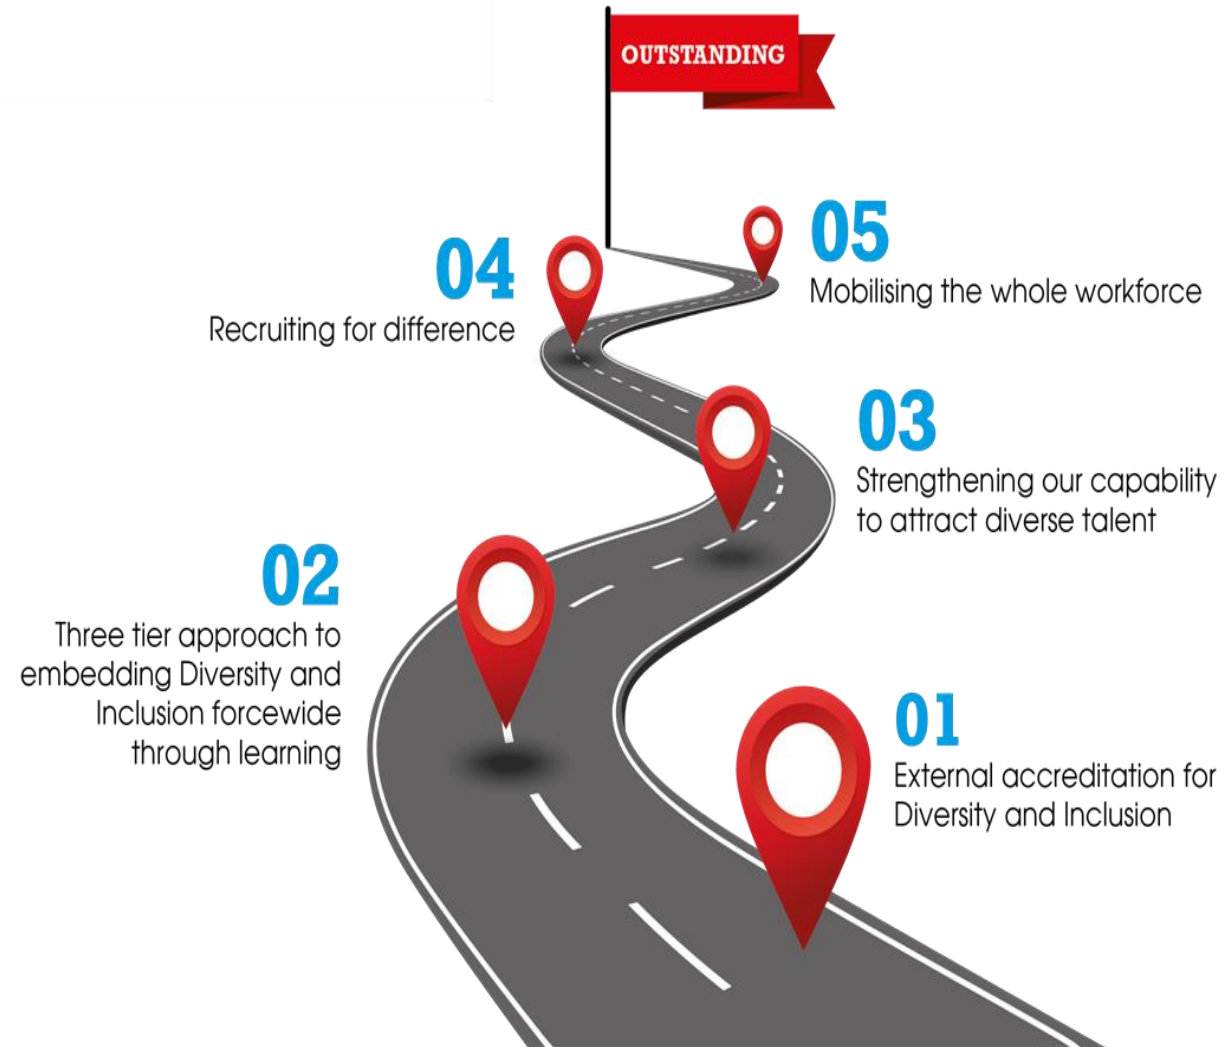 OUTSTANDING
05
Mobilising the whole workforce
04
Recruiting for difference
03
Strengthening our capability
to attract diverse talent
02
Three tier approach to
embedding Diversity and
Inclusion forcewide
through learning
01
External accreditation for
Diversity and Inclusion